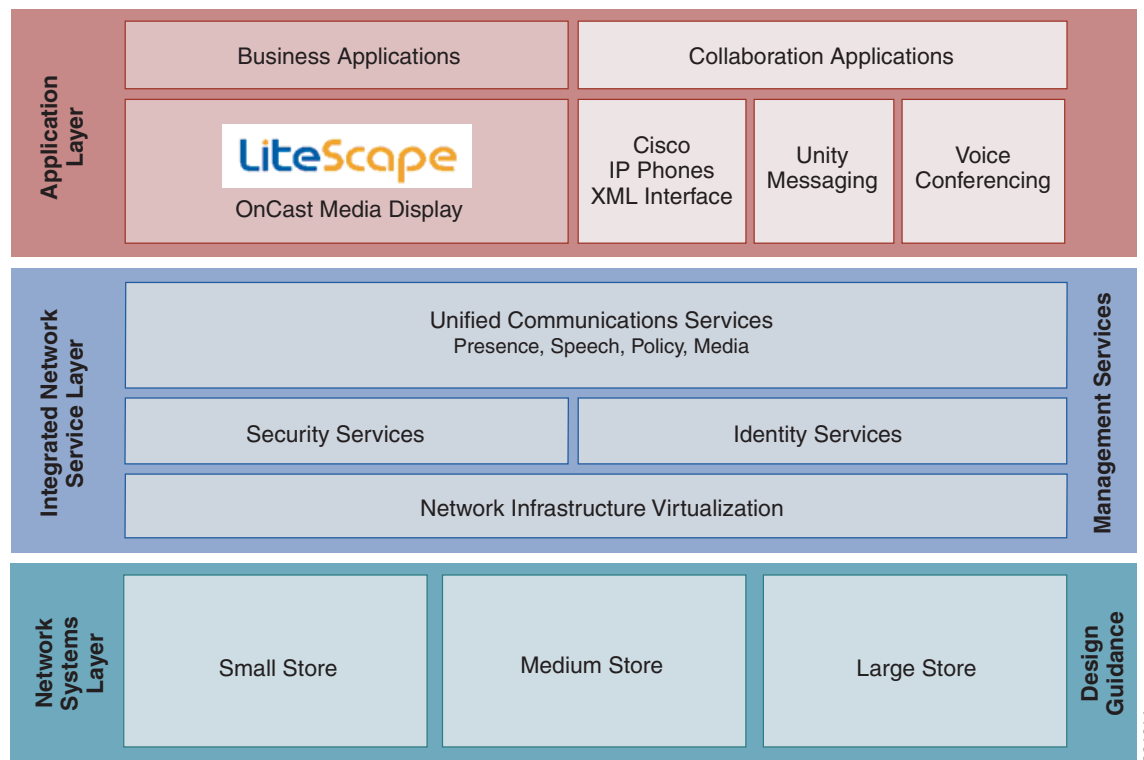 Application
Layer
Business Applications
Collaboration Applications
LiteScape
OnCast Media Display
Cisco
IP Phones
XML Interface
Unity
Messaging
Voice
Conferencing
Integrated Network
Service Layer
Unified Communications Services
Presence, Speech, Policy, Media
Security Services
Identity Services
Network Infrastructure Virtualization
Management Services
Network
Systems
Layer
Small Store
Medium Store
Large Store
Design
Guidance